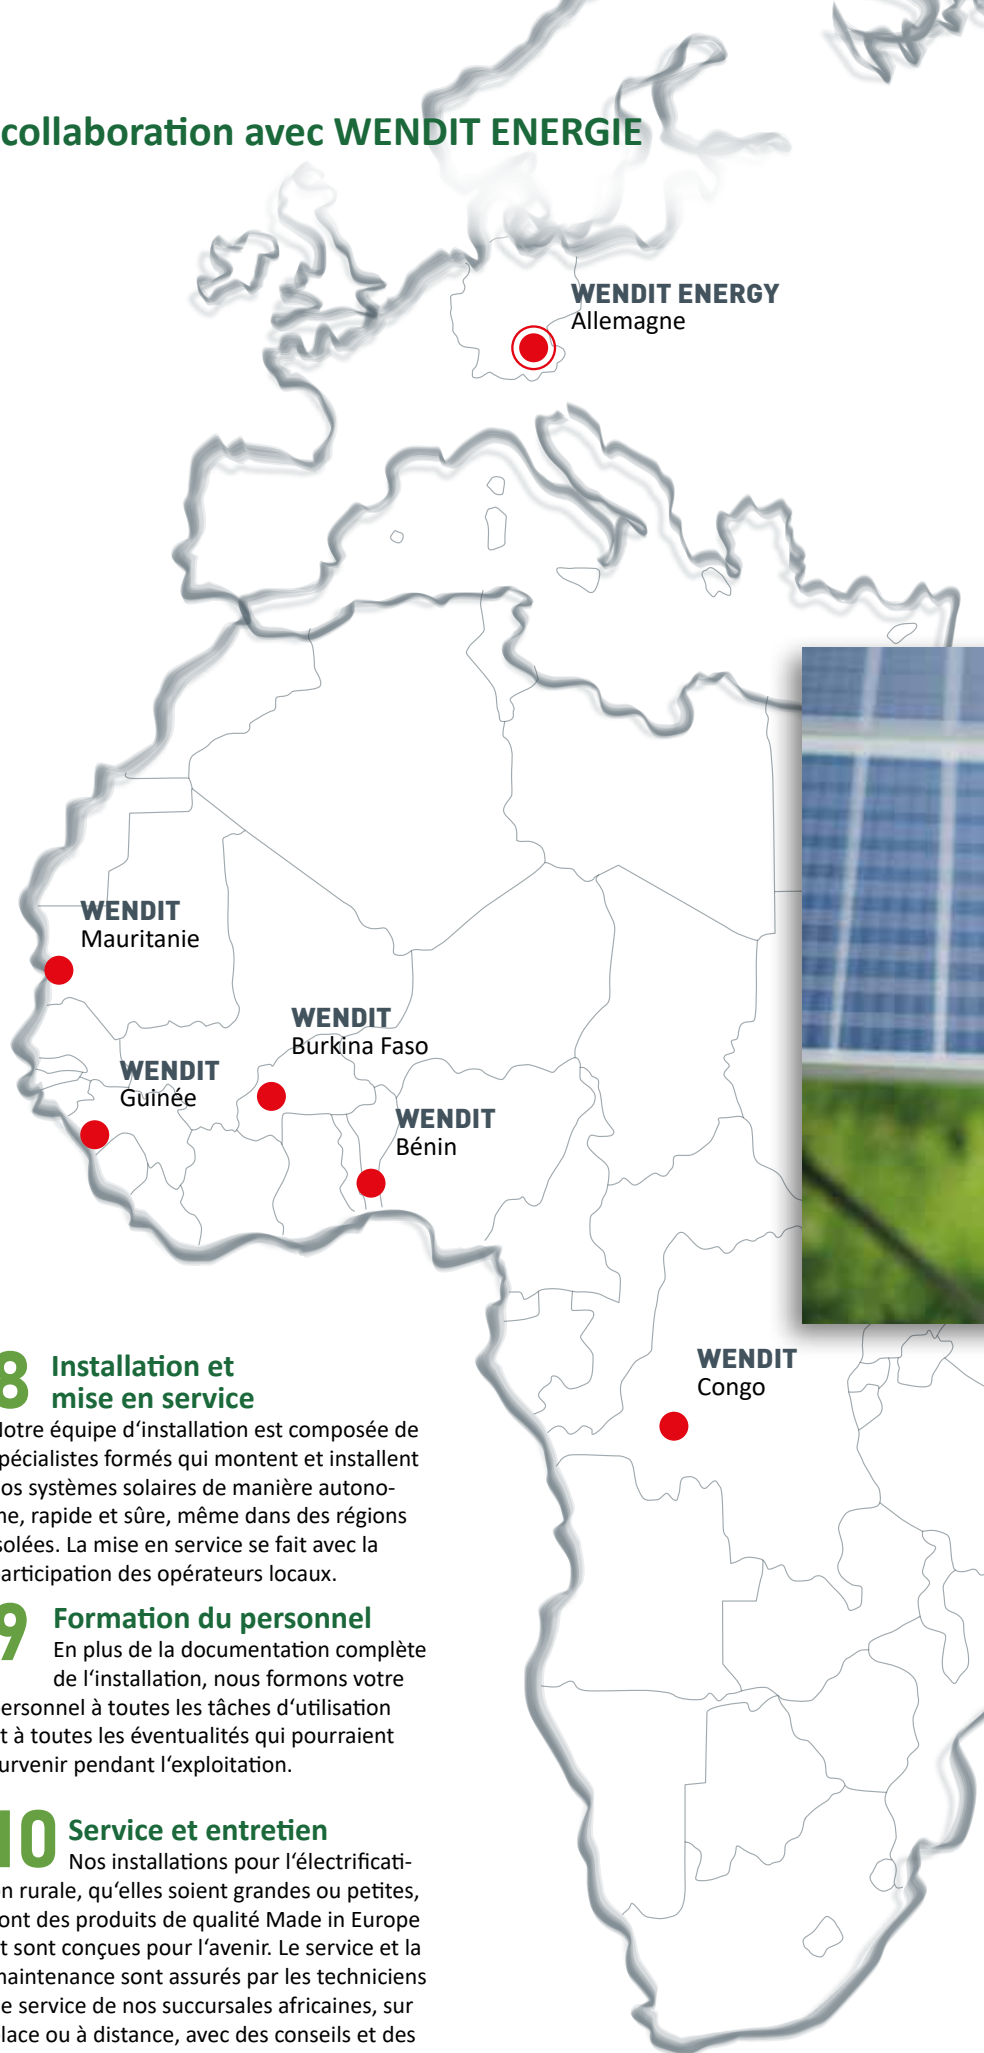 collaboration avec WENDIT ENERGIE
WENDIT ENERGY
Allemagne
WENDIT
Mauritanie
WENDIT
Burkina Faso
WENDIT
Guinée
WENDIT
Bénin
WENDIT
Congo
8 Installation et
mise en service
otre équipe d‘installation est composée de
pécialistes formés qui montent et installent
os systèmes solaires de manière autono-
me, rapide et sûre, même dans des régions
solées. La mise en service se fait avec la
articipation des opérateurs locaux.
9 Formation du personnel
En plus de la documentation complète
de l‘installation, nous formons votre
ersonnel à toutes les tâches d‘utilisation
t à toutes les éventualités qui pourraient
urvenir pendant l‘exploitation.
10 Service et entretien
Nos installations pour l‘électrificati-
on rurale, qu‘elles soient grandes ou petites,
ont des produits de qualité Made in Europe
t sont conçues pour l‘avenir. Le service et la
maintenance sont assurés par les techniciens
e service de nos succursales africaines, sur
lace ou à distance, avec des conseils et des